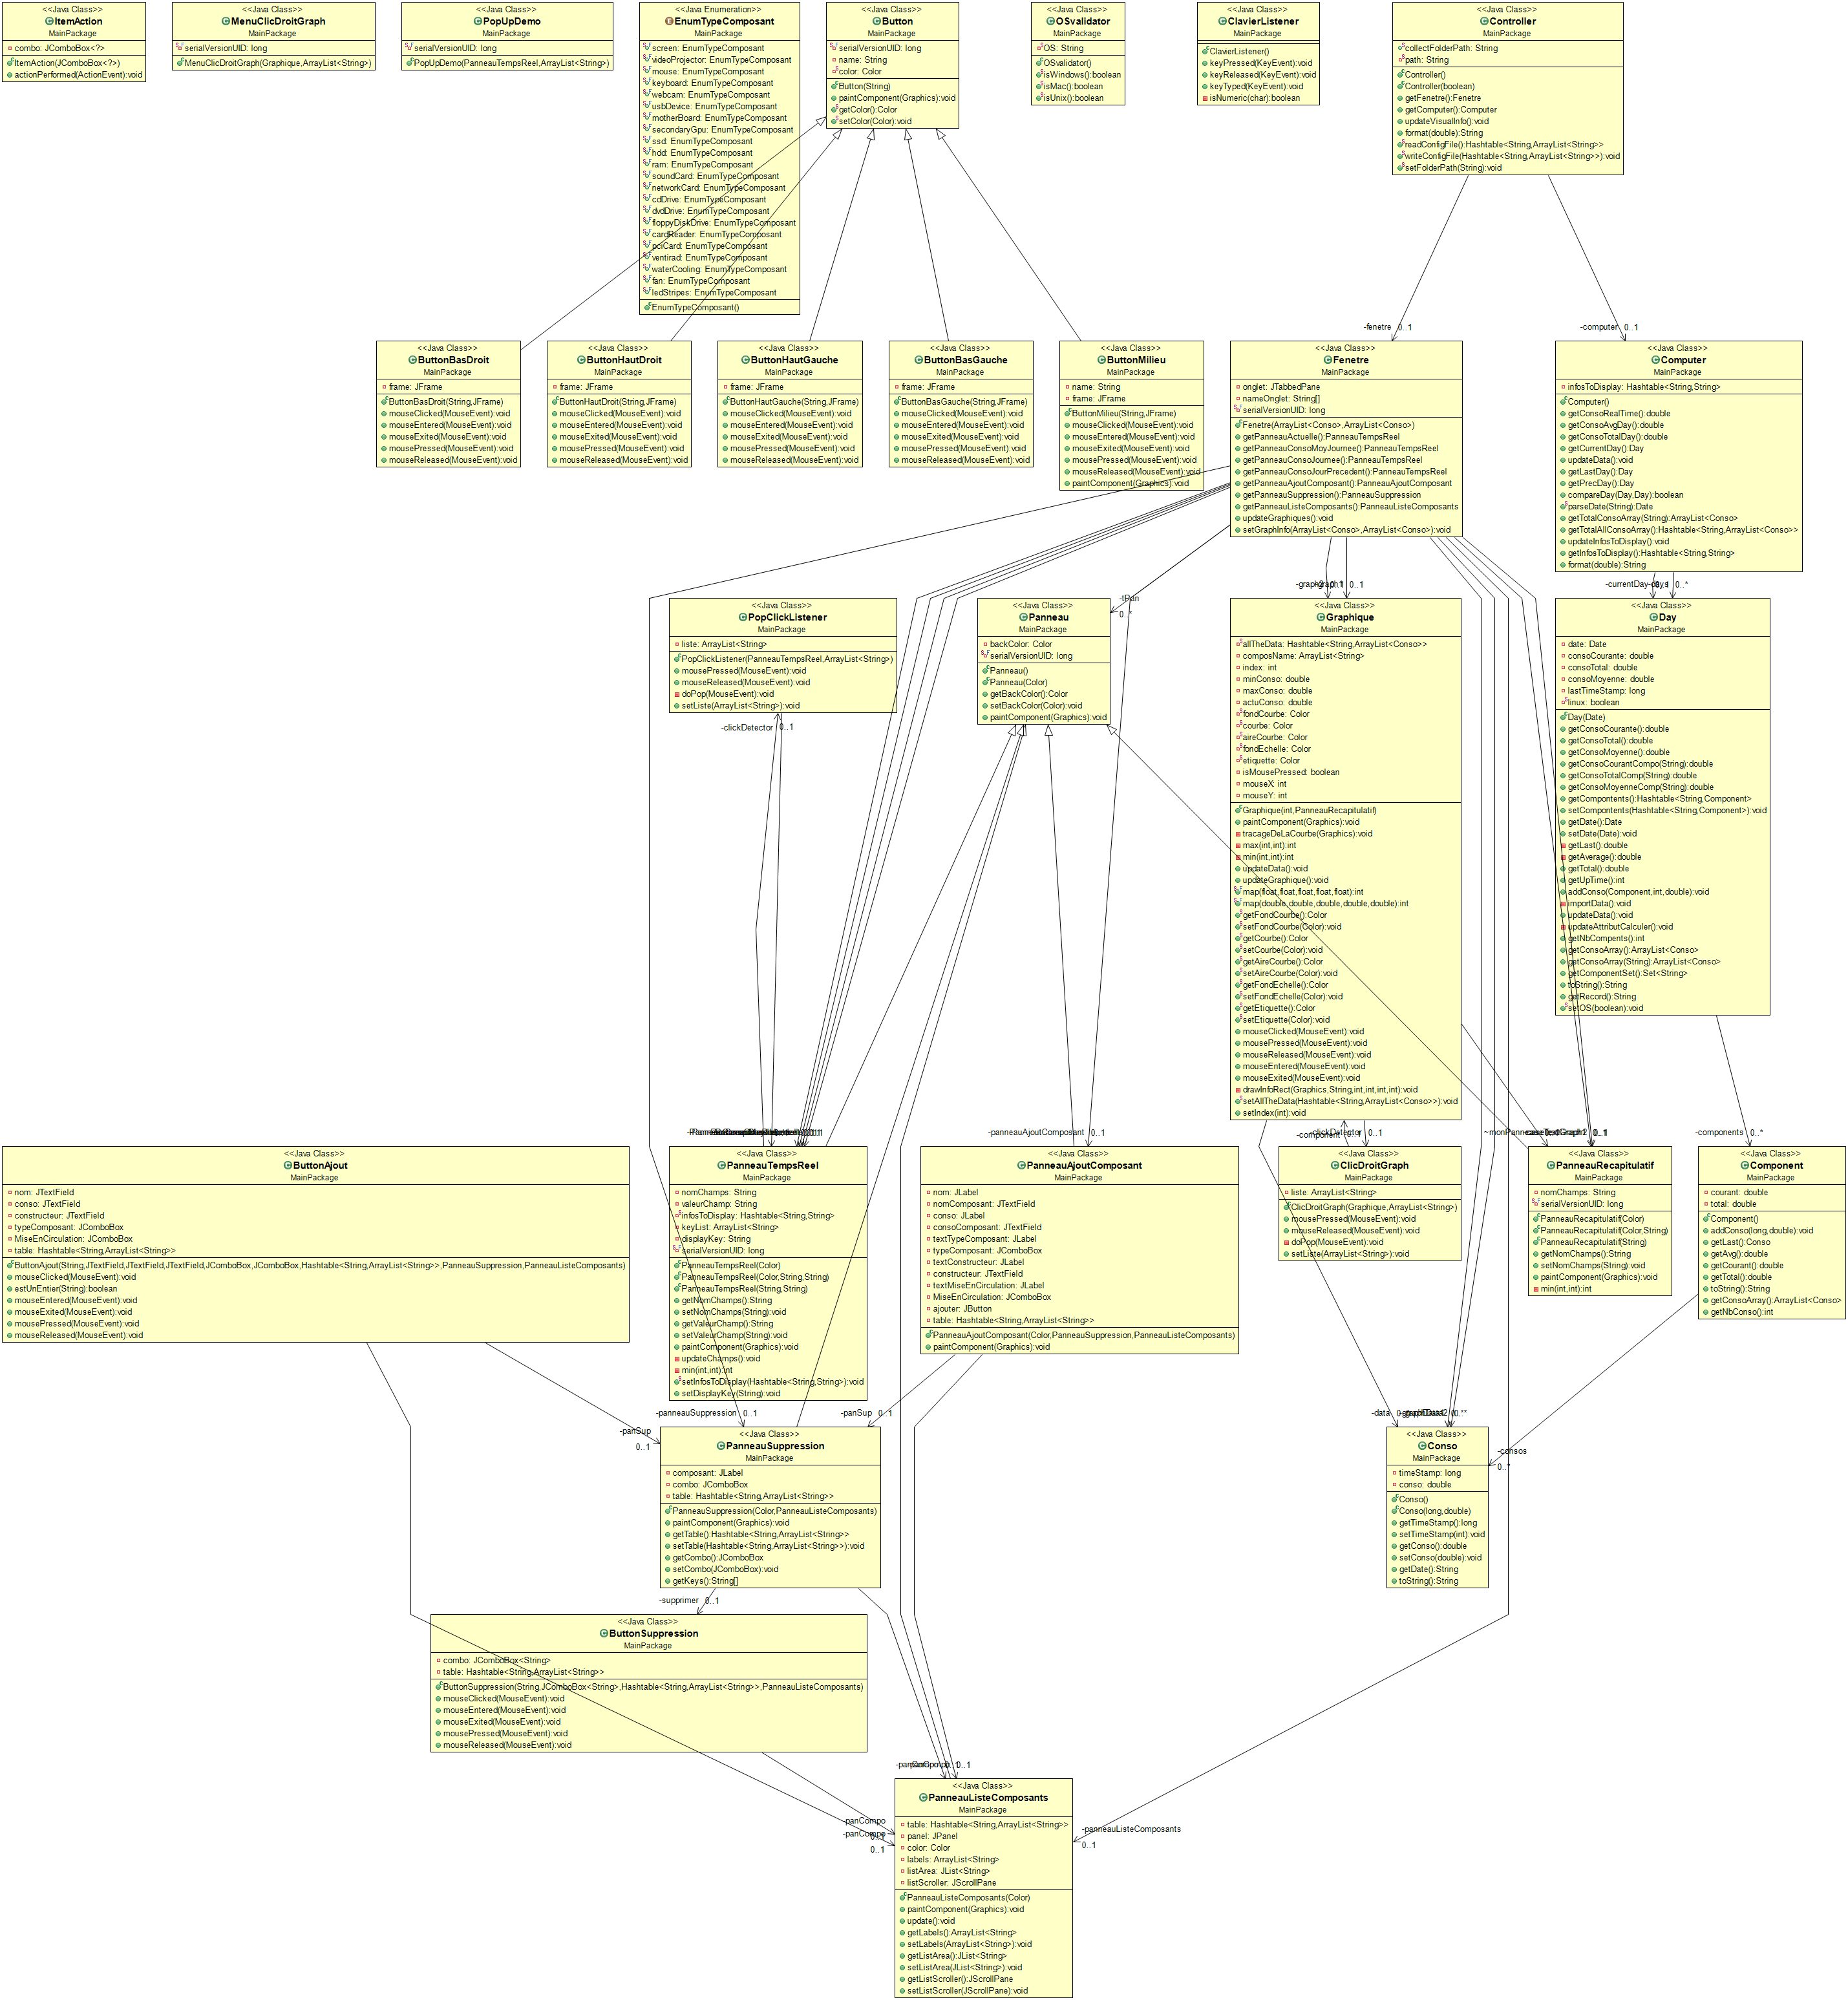 <<Java Class>>
ItemAction
MainPackage
combo: JComboBox<?>
ItemAction(JComboBox<?>)
actionPerformed(ActionEvent):void
<<Java Class>>
MenuClicDroitGraph
MainPackage
serialVersionUID: long
MenuClicDroitGraph(Graphique,ArrayList<String>)
<<Java Class>>
PopUpDemo
MainPackage
serialVersionUID: long
PopUpDemo(PanneauTempsReel,ArrayList<String>)
<<Java Enumeration>>
EnumTypeComposant
MainPackage
screen: EnumTypeComposant
videoProjector: EnumTypeComposant
mouse: EnumTypeComposant
keyboard: EnumTypeComposant
webcam: EnumTypeComposant
usbDevice: EnumTypeComposant
motherBoard: EnumTypeComposant
secondaryGpu: EnumTypeComposant
ssd: EnumTypeComposant
hdd: EnumTypeComposant
ram: EnumTypeComposant
soundCard: EnumTypeComposant
networkCard: EnumTypeComposant
cdDrive: EnumTypeComposant
dvdDrive: EnumTypeComposant
floppyDiskDrive: EnumTypeComposant
cardReader: EnumTypeComposant
pciCard: EnumTypeComposant
ventirad: EnumTypeComposant
waterCooling: EnumTypeComposant
fan: EnumTypeComposant
ledStripes: EnumTypeComposant
EnumTypeComposant()
<<Java Class>>
Button
MainPackage
serialVersionUID: long
name: String
color: Color
Button(String)
paintComponent(Graphics):void
getColor():Color
setColor(Color):void
<<Java Class>>
OSvalidator
MainPackage
OS: String
OSvalidator()
isWindows():boolean
isMac():boolean
isUnix():boolean
<<Java Class>>
ClavierListener
MainPackage
ClavierListener()
keyPressed(KeyEvent):void
keyReleased(KeyEvent):void
keyTyped(KeyEvent):void
isNumeric(char):boolean
<<Java Class>>
Controller
MainPackage
collectFolderPath: String
path: String
Controller()
Controller(boolean)
getFenetre():Fenetre
getComputer():Computer
updateVisualInfo():void
format(double):String
readConfigFile():Hashtable<String,ArrayList<String>>
writeConfigFile(Hashtable<String,ArrayList<String>>):void
setFolderPath(String):void
-fenetre 0..1
-computer 0..1
<<Java Class>>
ButtonBasDroit
MainPackage
frame: JFrame
ButtonBasDroit(String,JFrame)
mouseClicked(MouseEvent):void
mouseEntered(MouseEvent):void
mouseExited(MouseEvent):void
mousePressed(MouseEvent):void
mouseReleased(MouseEvent):void
<<Java Class>>
ButtonHautDroit
MainPackage
frame: JFrame
ButtonHautDroit(String,JFrame)
mouseClicked(MouseEvent):void
mouseEntered(MouseEvent):void
mouseExited(MouseEvent):void
mousePressed(MouseEvent):void
mouseReleased(MouseEvent):void
<<Java Class>>
ButtonHautGauche
MainPackage
frame: JFrame
ButtonHautGauche(String,JFrame)
mouseClicked(MouseEvent):void
mouseEntered(MouseEvent):void
mouseExited(MouseEvent):void
mousePressed(MouseEvent):void
mouseReleased(MouseEvent):void
<<Java Class>>
ButtonBasGauche
MainPackage
frame: JFrame
ButtonBasGauche(String,JFrame)
mouseClicked(MouseEvent):void
mouseEntered(MouseEvent):void
mouseExited(MouseEvent):void
mousePressed(MouseEvent):void
mouseReleased(MouseEvent):void
<<Java Class>>
ButtonMilieu
MainPackage
name: String
frame: JFrame
ButtonMilieu(String,JFrame)
mouseClicked(MouseEvent):void
mouseEntered(MouseEvent):void
mouseExited(MouseEvent):void
mousePressed(MouseEvent):void
mouseReleased(MouseEvent):void
paintComponent(Graphics):void
<<Java Class>>
Fenetre
MainPackage
onglet: JTabbedPane
nameOnglet: String[]
serialVersionUID: long
Fenetre(ArrayList<Conso>,ArrayList<Conso>)
getPanneauActuelle():PanneauTempsReel
getPanneauConsoMoyJournee():PanneauTempsReel
getPanneauConsoJournee():PanneauTempsReel
getPanneauConsoJourPrecedent():PanneauTempsReel
getPanneauAjoutComposant():PanneauAjoutComposant
getPanneauSuppression():PanneauSuppression
getPanneauListeComposants():PanneauListeComposants
updateGraphiques():void
setGraphInfo(ArrayList<Conso>,ArrayList<Conso>):void
<<Java Class>>
Computer
MainPackage
infosToDisplay: Hashtable<String,String>
Computer()
getConsoRealTime():double
getConsoAvgDay():double
getConsoTotalDay():double
getCurrentDay():Day
updateData():void
getLastDay():Day
getPrecDay():Day
compareDay(Day,Day):boolean
parseDate(String):Date
getTotalConsoArray(String):ArrayList<Conso>
getTotalAllConsoArray():Hashtable<String,ArrayList<Conso>>
updateInfosToDisplay():void
getInfosToDisplay():Hashtable<String,String>
format(double):String
0..1
-currentDay
0..*
<<Java Class>>
PopClickListener
MainPackage
liste: ArrayList<String>
PopClickListener(PanneauTempsReel,ArrayList<String>)
mousePressed(MouseEvent):void
mouseReleased(MouseEvent):void
doPop(MouseEvent):void
setListe(ArrayList<String>):void
-clickDetector 0..1
<<Java Class>>
Panneau
MainPackage
backColor: Color
serialVersionUID: long
Panneau()
Panneau(Color)
getBackColor():Color
setBackColor(Color):void
paintComponent(Graphics):void
-tPan
0..*
<<Java Class>>
Graphique
MainPackage
allTheData: Hashtable<String,ArrayList<Conso>>
composName: ArrayList<String>
index: int
minConso: double
maxConso: double
actuConso: double
fondCourbe: Color
courbe: Color
aireCourbe: Color
fondEchelle: Color
etiquette: Color
isMousePressed: boolean
mouseX: int
mouseY: int
Graphique(int,PanneauRecapitulatif)
paintComponent(Graphics):void
tracageDeLaCourbe(Graphics):void
max(int,int):int
min(int,int):int
updateData():void
updateGraphique():void
map(float,float,float,float,float):int
map(double,double,double,double,double):int
getFondCourbe():Color
setFondCourbe(Color):void
getCourbe():Color
setCourbe(Color):void
getAireCourbe():Color
setAireCourbe(Color):void
getFondEchelle():Color
setFondEchelle(Color):void
getEtiquette():Color
setEtiquette(Color):void
mouseClicked(MouseEvent):void
mousePressed(MouseEvent):void
mouseReleased(MouseEvent):void
mouseEntered(MouseEvent):void
mouseExited(MouseEvent):void
drawInfoRect(Graphics,String,int,int,int,int):void
setAllTheData(Hashtable<String,ArrayList<Conso>>):void
setIndex(int):void
<<Java Class>>
Day
MainPackage
date: Date
consoCourante: double
consoTotal: double
consoMoyenne: double
lastTimeStamp: long
linux: boolean
Day(Date)
getConsoCourante():double
getConsoTotal():double
getConsoMoyenne():double
getConsoCourantCompo(String):double
getConsoTotalComp(String):double
getConsoMoyenneComp(String):double
getCompontents():Hashtable<String,Component>
setCompontents(Hashtable<String,Component>):void
getDate():Date
setDate(Date):void
getLast():double
getAverage():double
getTotal():double
getUpTime():int
addConso(Component,int,double):void
importData():void
updateData():void
updateAttributCalculer():void
getNbCompents():int
getConsoArray():ArrayList<Conso>
getConsoArray(String):ArrayList<Conso>
getComponentSet():Set<String>
toString():String
getRecord():String
setOS(boolean):void
-panneauAjoutComposant 0..1
-clickDetector
-component
0..1
-components 0..*
<<Java Class>>
ButtonAjout
MainPackage
nom: JTextField
conso: JTextField
constructeur: JTextField
typeComposant: JComboBox
MiseEnCirculation: JComboBox
table: Hashtable<String,ArrayList<String>>
ButtonAjout(String,JTextField,JTextField,JTextField,JComboBox,JComboBox,Hashtable<String,ArrayList<String>>,PanneauSuppression,PanneauListeComposants)
mouseClicked(MouseEvent):void
estUnEntier(String):boolean
mouseEntered(MouseEvent):void
mouseExited(MouseEvent):void
mousePressed(MouseEvent):void
mouseReleased(MouseEvent):void
<<Java Class>>
PanneauTempsReel
MainPackage
nomChamps: String
valeurChamp: String
infosToDisplay: Hashtable<String,String>
keyList: ArrayList<String>
displayKey: String
serialVersionUID: long
PanneauTempsReel(Color)
PanneauTempsReel(Color,String,String)
PanneauTempsReel(String,String)
getNomChamps():String
setNomChamps(String):void
getValeurChamp():String
setValeurChamp(String):void
paintComponent(Graphics):void
updateChamps():void
min(int,int):int
setInfosToDisplay(Hashtable<String,String>):void
setDisplayKey(String):void
<<Java Class>>
PanneauAjoutComposant
MainPackage
nom: JLabel
nomComposant: JTextField
conso: JLabel
consoComposant: JTextField
textTypeComposant: JLabel
typeComposant: JComboBox
textConstructeur: JLabel
constructeur: JTextField
textMiseEnCirculation: JLabel
MiseEnCirculation: JComboBox
ajouter: JButton
table: Hashtable<String,ArrayList<String>>
PanneauAjoutComposant(Color,PanneauSuppression,PanneauListeComposants)
paintComponent(Graphics):void
<<Java Class>>
ClicDroitGraph
MainPackage
liste: ArrayList<String>
ClicDroitGraph(Graphique,ArrayList<String>)
mousePressed(MouseEvent):void
mouseReleased(MouseEvent):void
doPop(MouseEvent):void
setListe(ArrayList<String>):void
<<Java Class>>
PanneauRecapitulatif
MainPackage
nomChamps: String
serialVersionUID: long
PanneauRecapitulatif(Color)
PanneauRecapitulatif(Color,String)
PanneauRecapitulatif(String)
getNomChamps():String
setNomChamps(String):void
paintComponent(Graphics):void
min(int,int):int
<<Java Class>>
Component
MainPackage
courant: double
total: double
Component()
addConso(long,double):void
getLast():Conso
getAvg():double
getCourant():double
getTotal():double
toString():String
getConsoArray():ArrayList<Conso>
getNbConso():int
-panneauSuppression 0..1
-panSup 0..1
-panSup
0..1
-data
-consos
0..*
<<Java Class>>
PanneauSuppression
MainPackage
composant: JLabel
combo: JComboBox
table: Hashtable<String,ArrayList<String>>
PanneauSuppression(Color,PanneauListeComposants)
paintComponent(Graphics):void
getTable():Hashtable<String,ArrayList<String>>
setTable(Hashtable<String,ArrayList<String>>):void
getCombo():JComboBox
setCombo(JComboBox):void
getKeys():String[]
<<Java Class>>
Conso
MainPackage
timeStamp: long
conso: double
Conso()
Conso(long,double)
getTimeStamp():long
setTimeStamp(int):void
getConso():double
setConso(double):void
getDate():String
toString():String
-supprimer 0..1
<<Java Class>>
ButtonSuppression
MainPackage
combo: JComboBox<String>
table: Hashtable<String,ArrayList<String>>
ButtonSuppression(String,JComboBox<String>,Hashtable<String,ArrayList<String>>,PanneauListeComposants)
mouseClicked(MouseEvent):void
mouseEntered(MouseEvent):void
mouseExited(MouseEvent):void
mousePressed(MouseEvent):void
mouseReleased(MouseEvent):void
0..1
-panCompo
-panCompo
0..1
-panneauListeComposants
0..1
<<Java Class>>
PanneauListeComposants
MainPackage
table: Hashtable<String,ArrayList<String>>
panel: JPanel
color: Color
labels: ArrayList<String>
listArea: JList<String>
listScroller: JScrollPane
PanneauListeComposants(Color)
paintComponent(Graphics):void
update():void
getLabels():ArrayList<String>
setLabels(ArrayList<String>):void
getListArea():JList<String>
setListArea(JList<String>):void
getListScroller():JScrollPane
setListScroller(JScrollPane):void